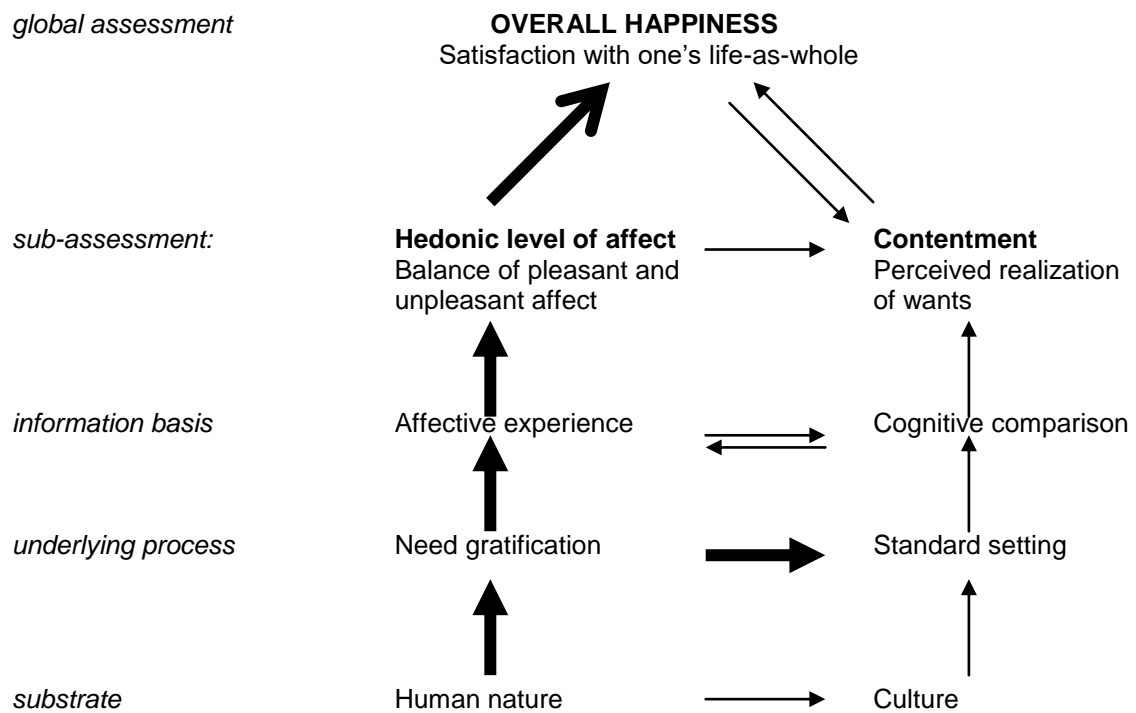 global assessment OVERALL HAPPINESS
Satisfaction with one’s life-as-whole
sub-assessment: Hedonic level of affect Contentment
Balance of pleasant and Perceived realization
unpleasant affect of wants
information basis Affective experience Cognitive comparison
underlying process Need gratification Standard setting
substrate Human nature Culture